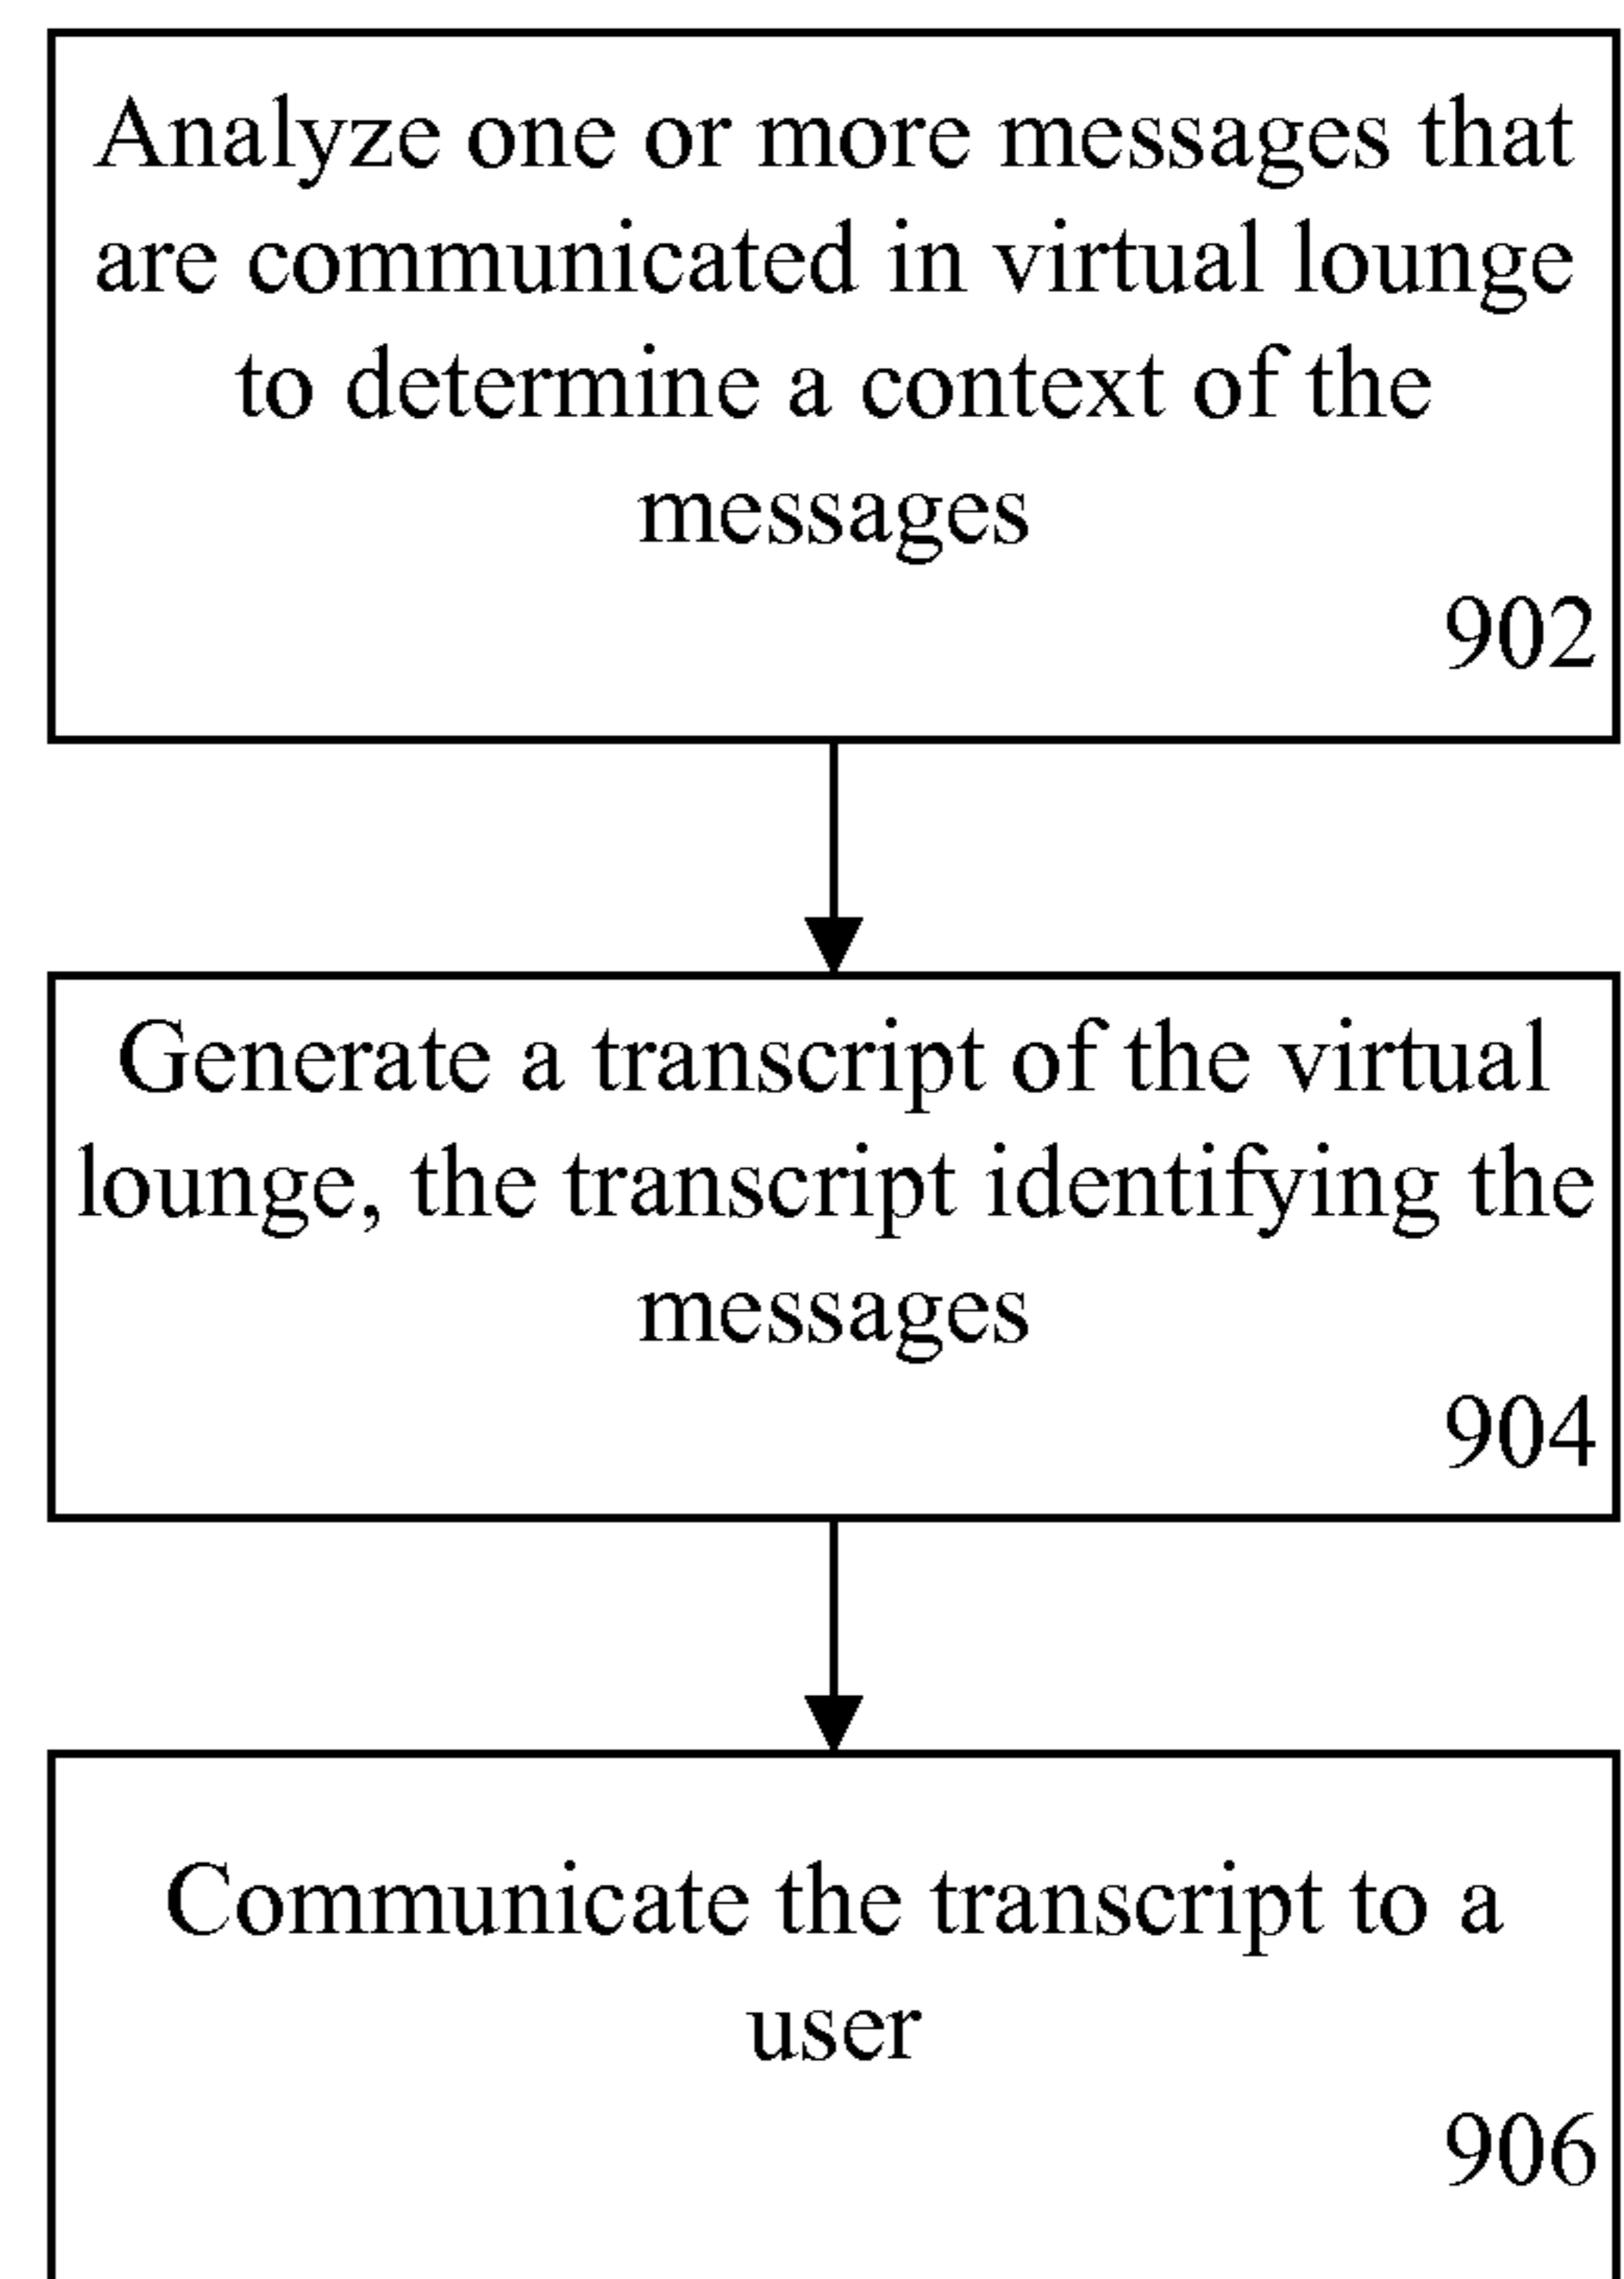 Analyze one or more messages that
are communicated in virtual lounge
to determine a context of the
messages
902
Generate a transcript of the virtual
lounge, the transcript identifying the
messages
904
Communicate the transcript to a
user
906